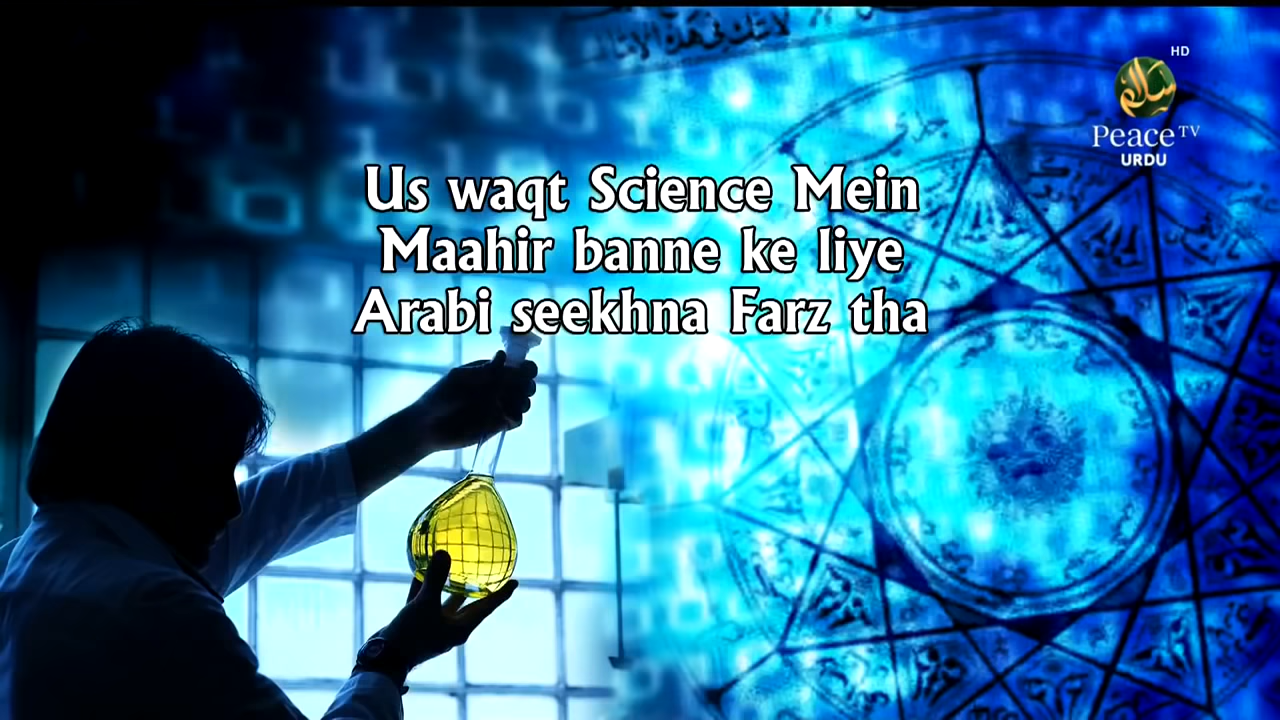 HD
Peace TV
URDU
Us waqt Science Mein
Maahir banne ke liye
Arabi seekhna Farz tha